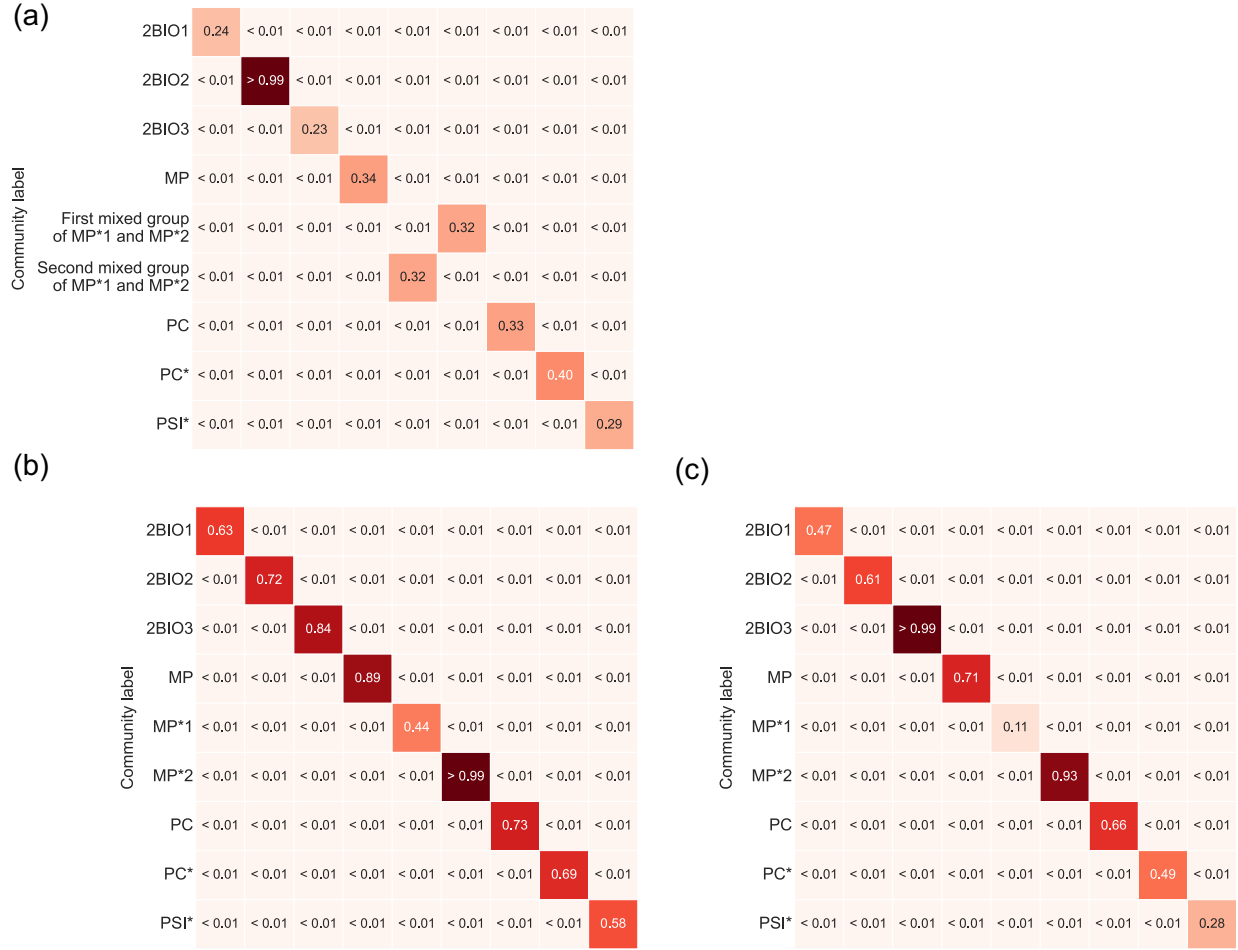 (a)
Community label
2BIO1 0.24 < 0.01 < 0.01 < 0.01 < 0.01 < 0.01 < 0.01 < 0.01 < 0.01
2BIO2 < 0.01 > 0.99 < 0.01 < 0.01 < 0.01 < 0.01 < 0.01 < 0.01 < 0.01
2BIO3 < 0.01 < 0.01 0.23 < 0.01 < 0.01 < 0.01 < 0.01 < 0.01 < 0.01
MP < 0.01 < 0.01 < 0.01 0.34 < 0.01 < 0.01 < 0.01 < 0.01 < 0.01
First mixed group
of MP*1 and MP*2 < 0.01 < 0.01 < 0.01 < 0.01 < 0.01 0.32 < 0.01 < 0.01 < 0.01
Second mixed group
of MP*1 and MP*2 < 0.01 < 0.01 < 0.01 < 0.01 0.32 < 0.01 < 0.01 < 0.01 < 0.01
PC < 0.01 < 0.01 < 0.01 < 0.01 < 0.01 < 0.01 0.33 < 0.01 < 0.01
PC* < 0.01 < 0.01 < 0.01 < 0.01 < 0.01 < 0.01 < 0.01 0.40 < 0.01
PSI* < 0.01 < 0.01 < 0.01 < 0.01 < 0.01 < 0.01 < 0.01 < 0.01 0.29
(b)
Community label
2BIO1 0.63 < 0.01 < 0.01 < 0.01 < 0.01 < 0.01 < 0.01 < 0.01 < 0.01
2BIO2 < 0.01 0.72 < 0.01 < 0.01 < 0.01 < 0.01 < 0.01 < 0.01 < 0.01
2BIO3 < 0.01 < 0.01 0.84 < 0.01 < 0.01 < 0.01 < 0.01 < 0.01 < 0.01
MP < 0.01 < 0.01 < 0.01 0.89 < 0.01 < 0.01 < 0.01 < 0.01 < 0.01
MP*1 < 0.01 < 0.01 < 0.01 < 0.01 0.44 < 0.01 < 0.01 < 0.01 < 0.01
MP*2 < 0.01 < 0.01 < 0.01 < 0.01 < 0.01 > 0.99 < 0.01 < 0.01 < 0.01
PC < 0.01 < 0.01 < 0.01 < 0.01 < 0.01 < 0.01 0.73 < 0.01 < 0.01
PC* < 0.01 < 0.01 < 0.01 < 0.01 < 0.01 < 0.01 < 0.01 0.69 < 0.01
PSI* < 0.01 < 0.01 < 0.01 < 0.01 < 0.01 < 0.01 < 0.01 < 0.01 0.58
(c)
Community label
2BIO1 0.47 < 0.01 < 0.01 < 0.01 < 0.01 < 0.01 < 0.01 < 0.01 < 0.01
2BIO2 < 0.01 0.61 < 0.01 < 0.01 < 0.01 < 0.01 < 0.01 < 0.01 < 0.01
2BIO3 < 0.01 < 0.01 > 0.99 < 0.01 < 0.01 < 0.01 < 0.01 < 0.01 < 0.01
MP < 0.01 < 0.01 < 0.01 0.71 < 0.01 < 0.01 < 0.01 < 0.01 < 0.01
MP*1 < 0.01 < 0.01 < 0.01 < 0.01 0.11 < 0.01 < 0.01 < 0.01 < 0.01
MP*2 < 0.01 < 0.01 < 0.01 < 0.01 < 0.01 0.93 < 0.01 < 0.01 < 0.01
PC < 0.01 < 0.01 < 0.01 < 0.01 < 0.01 < 0.01 0.66 < 0.01 < 0.01
PC* < 0.01 < 0.01 < 0.01 < 0.01 < 0.01 < 0.01 < 0.01 0.49 < 0.01
PSI* < 0.01 < 0.01 < 0.01 < 0.01 < 0.01 < 0.01 < 0.01 < 0.01 0.28